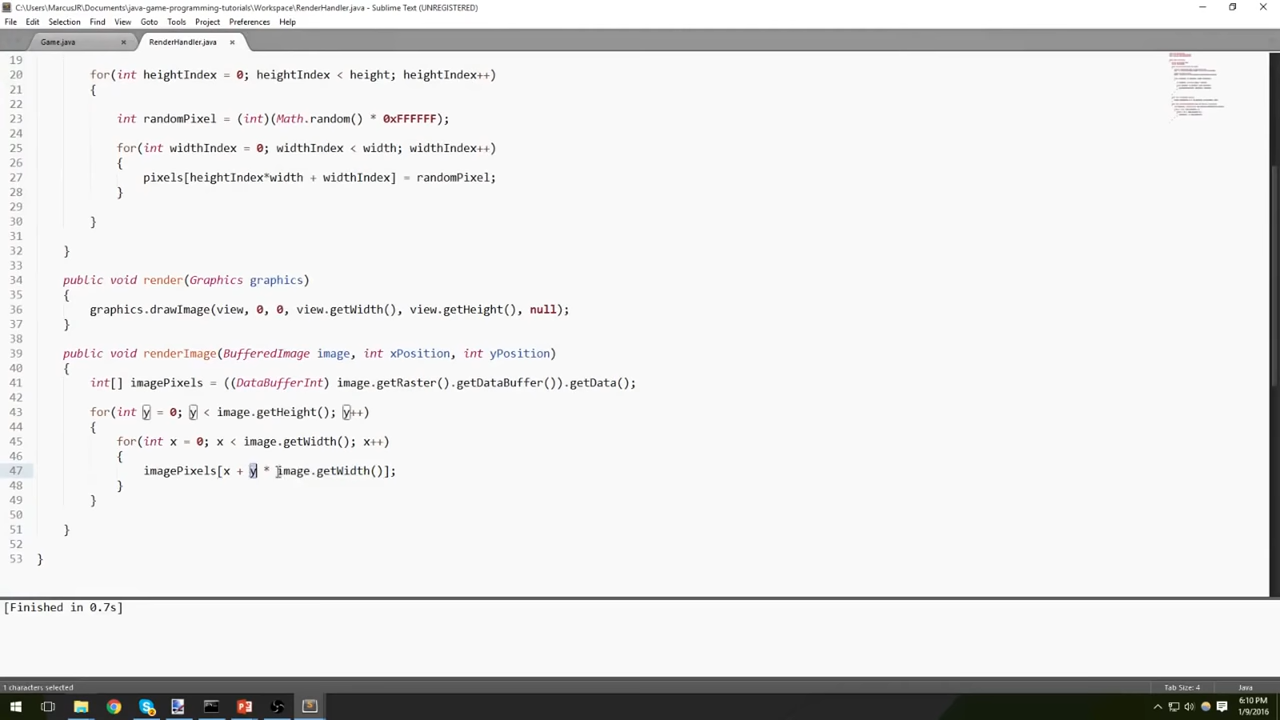 C:\Users\MarcusJR\Documents\java-game-programming-tutorials\Workspace\RenderHandler.java - Sublime Text (UNREGISTERED)
File Edit Selection Find View Goto Tools Project Preferences Help
Game.java × RenderHandler.java ×
19
20 for(int heightIndex = 0; heightIndex < height; heightIndex++)
21 {
22
23 int randomPixel = (int)(Math.random() * 0xFFFFFF);
24
25 for(int widthIndex = 0; widthIndex < width; widthIndex++)
26 {
27 pixels[heightIndex*width + widthIndex] = randomPixel;
28 }
29
30 }
31
32 }
33
34 public void render(Graphics graphics)
35 {
36 graphics.drawImage(view, 0, 0, view.getWidth(), view.getHeight(), null);
37 }
38
39 public void renderImage(BufferedImage image, int xPosition, int yPosition)
40 {
41 int[] imagePixels = ((DataBufferInt) image.getRaster().getDataBuffer()).getData();
42
43 for(int y = 0; y < image.getHeight(); y++)
44 {
45 for(int x = 0; x < image.getWidth(); x++)
46 {
47 imagePixels[x + y * image.getWidth()];
48 }
49 }
50
51 }
52
53 }
[Finished in 0.7s]
1 characters selected Tab Size: 4 Java
6:10 PM
1/9/2016